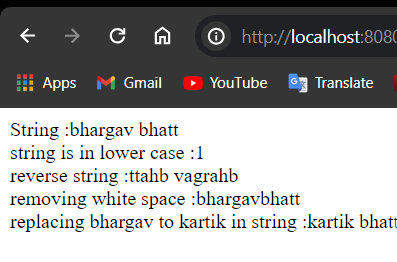 http://localhost:8080
Apps Gmail YouTube Translate
String :bhargav bhatt
string is in lower case :1
reverse string :ttahb vagrahb
removing white space :bhargavbhatt
replacing bhargav to kartik in string :kartik bhatt